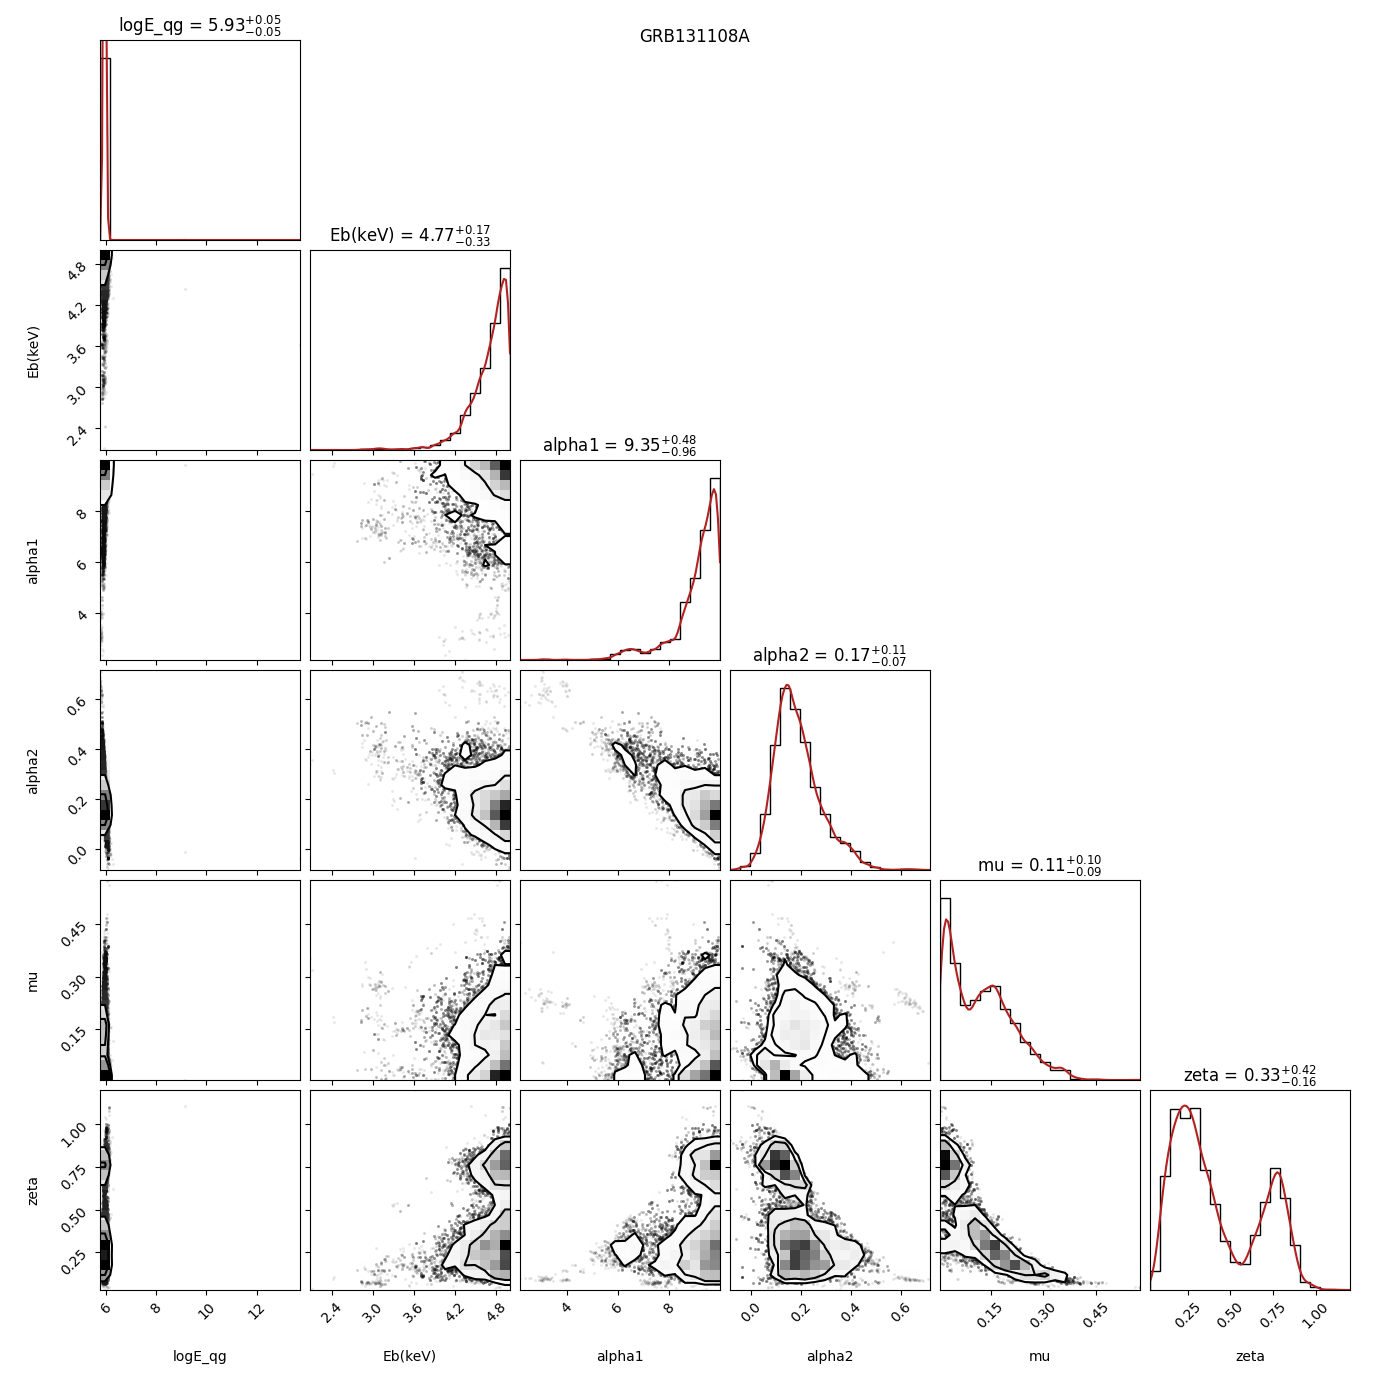 logE_qg = 5.93+0.05−0.05
GRB131108A
Eb(keV) = 4.77+0.17−0.33
4.8
4.2
3.6
3.0
2.4
Eb(keV)
alpha1 = 9.35+0.48−0.96
8
6
4
alpha1
alpha2 = 0.17+0.11−0.07
0.6
0.4
0.2
0.0
alpha2
mu = 0.11+0.10−0.09
0.45
0.30
0.15
mu
zeta = 0.33+0.42−0.16
1.00
0.75
0.50
0.25
zeta
6 8 10 12
2.4 3.0 3.6 4.2 4.8
4 6 8
0.0 0.2 0.4 0.6
0.15 0.30 0.45
0.25 0.50 0.75 1.00
logE_qg Eb(keV) alpha1 alpha2 mu zeta